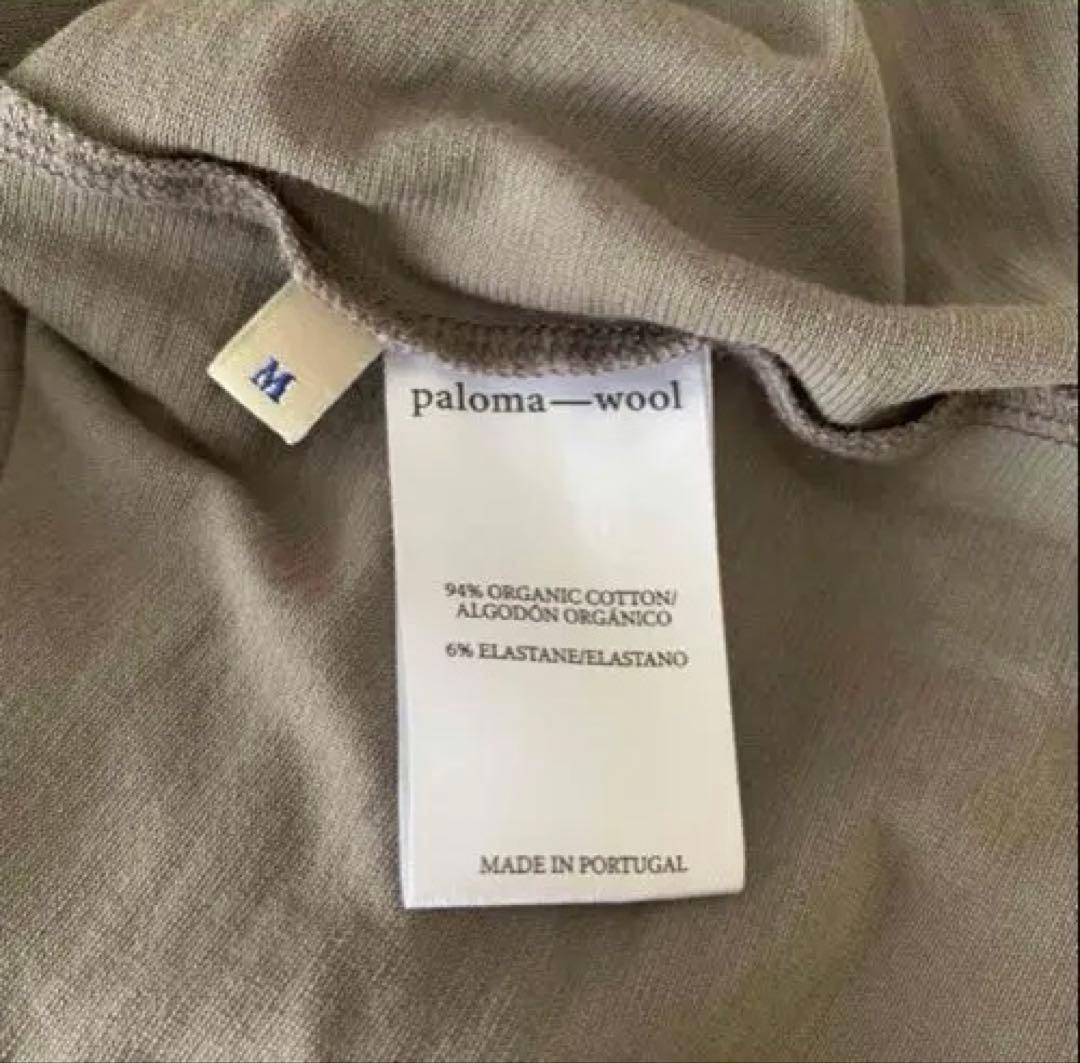 M
paloma—wool
94% ORGANIC COTTON/
ALGODÓN ORGÁNICO
6% ELASTANE/ELASTANO
MADE IN PORTUGAL